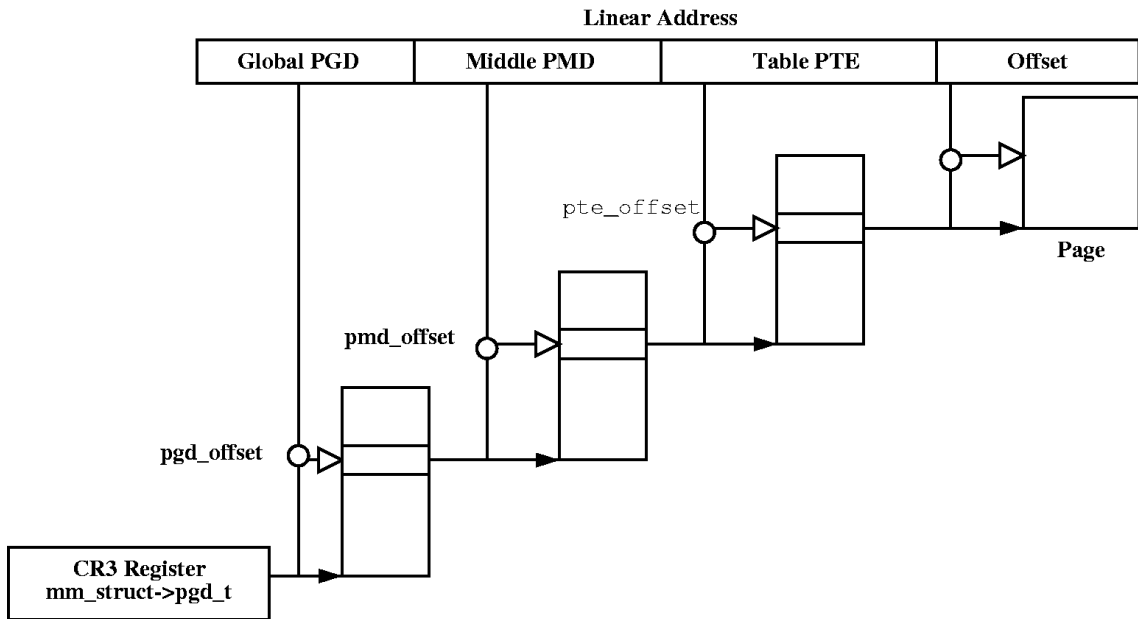 Linear Address
Global PGD
Middle PMD
Table PTE
Offset
pte_offset
Page
pmd_offset
pgd_offset
CR3 Register
mm_struct->pgd_t